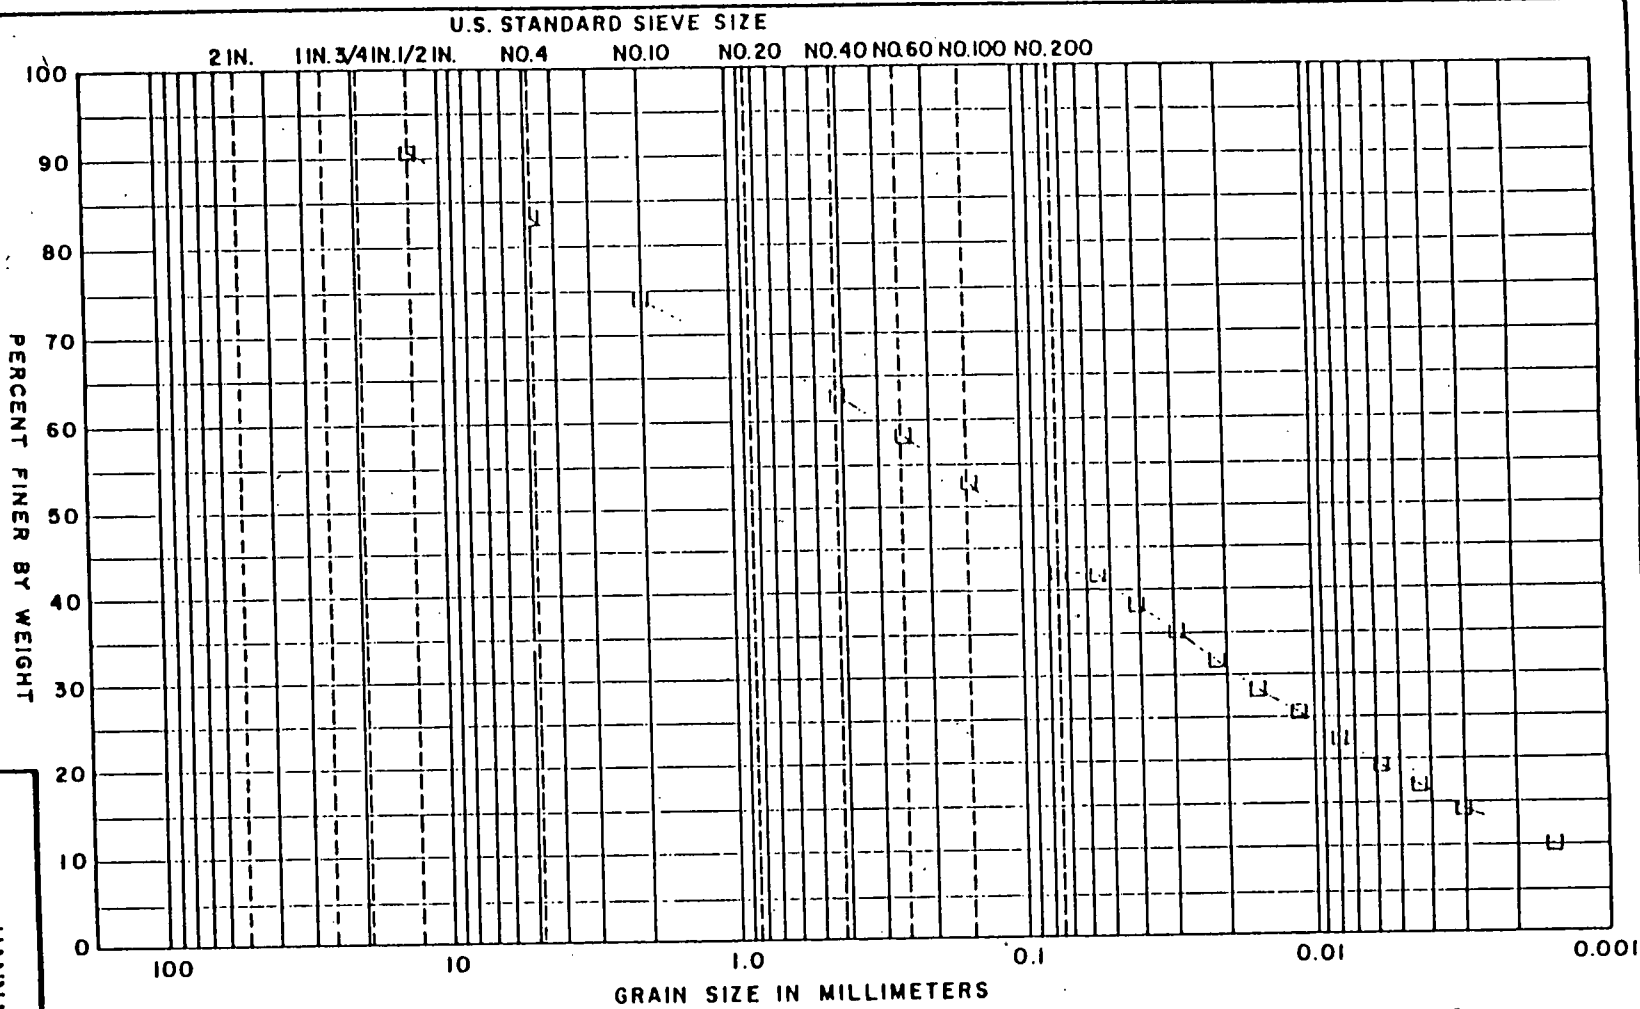 U.S. STANDARD SIEVE SIZE
2 IN. 1 IN. 3/4 IN. 1/2 IN. NO.4 NO.10 NO.20 NO.40 NO.60 NO.100 NO.200
100
90
80
70
60
50
40
30
20
10
0
PERCENT FINER BY WEIGHT
100 10 1.0 0.1 0.01 0.001
GRAIN SIZE IN MILLIMETERS